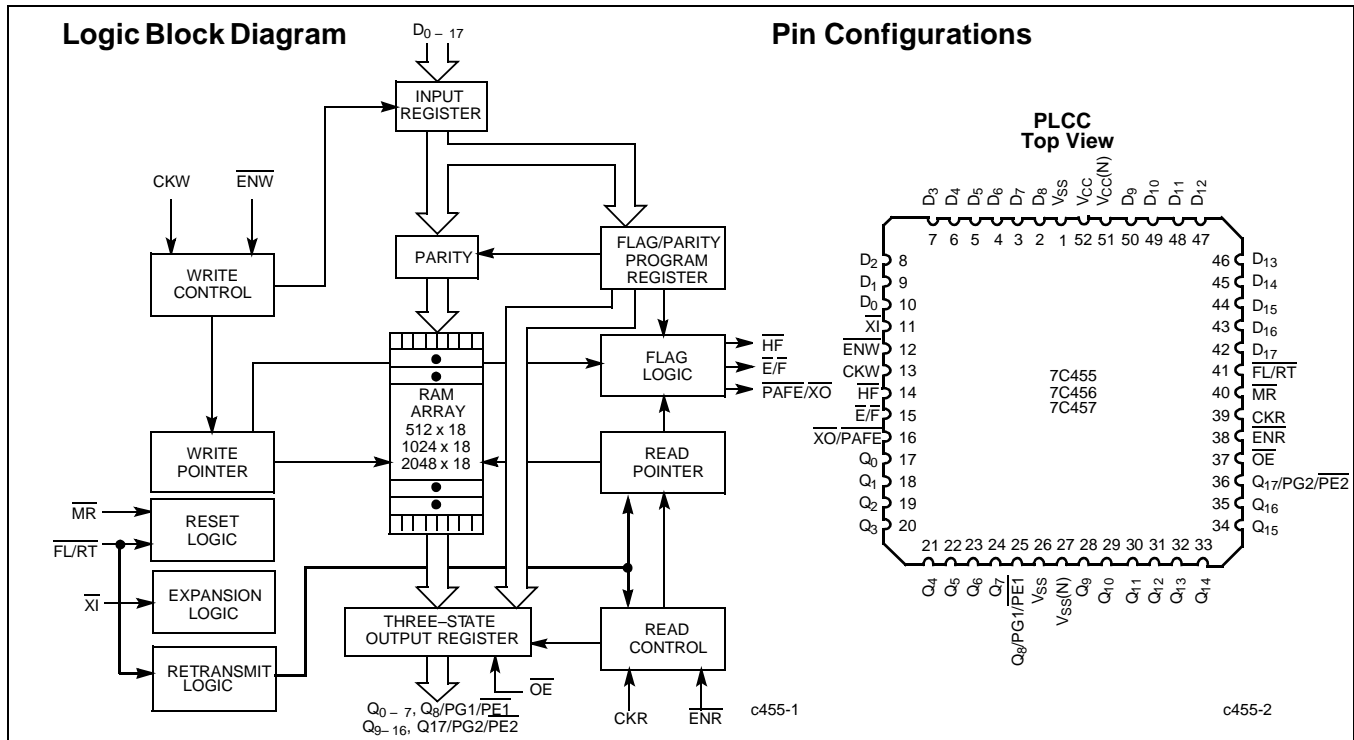 Logic Block Diagram
D0 – 17
INPUT
REGISTER
CKW
ENW
WRITE
CONTROL
PARITY
FLAG/PARITY
PROGRAM
REGISTER
FLAG
LOGIC
HF
E/F
PAFE/XO
RAM
ARRAY
512 x 18
1024 x 18
2048 x 18
WRITE
POINTER
READ
POINTER
MR
RESET
LOGIC
FL/RT
XI
EXPANSION
LOGIC
RETRANSMIT
LOGIC
THREE–STATE
OUTPUT REGISTER
READ
CONTROL
OE
Q0 – 7, Q8/PG1/PE1
Q9– 16, Q17/PG2/PE2
CKR
ENR
c455-1
Pin Configurations
PLCC
Top View
D3 D4 D5 D6 D7 D8 VSS VCC VCC(N) D9 D10 D11 D12
7 6 5 4 3 2 1 52 51 50 49 48 47
D2 8
D1 9
D0 10
XI 11
ENW 12
CKW 13
HF 14
E/F 15
XO/PAFE 16
Q0 17
Q1 18
Q2 19
Q3 20
7C455
7C456
7C457
46 D13
45 D14
44 D15
43 D16
42 D17
41 FL/RT
40 MR
39 CKR
38 ENR
37 OE
36 Q17/PG2/PE2
35 Q16
34 Q15
21 22 23 24 25 26 27 28 29 30 31 32 33
Q4 Q5 Q6 Q7 Q8/PG1/PE1 VSS VSS(N) Q9 Q10 Q11 Q12 Q13 Q14
c455-2